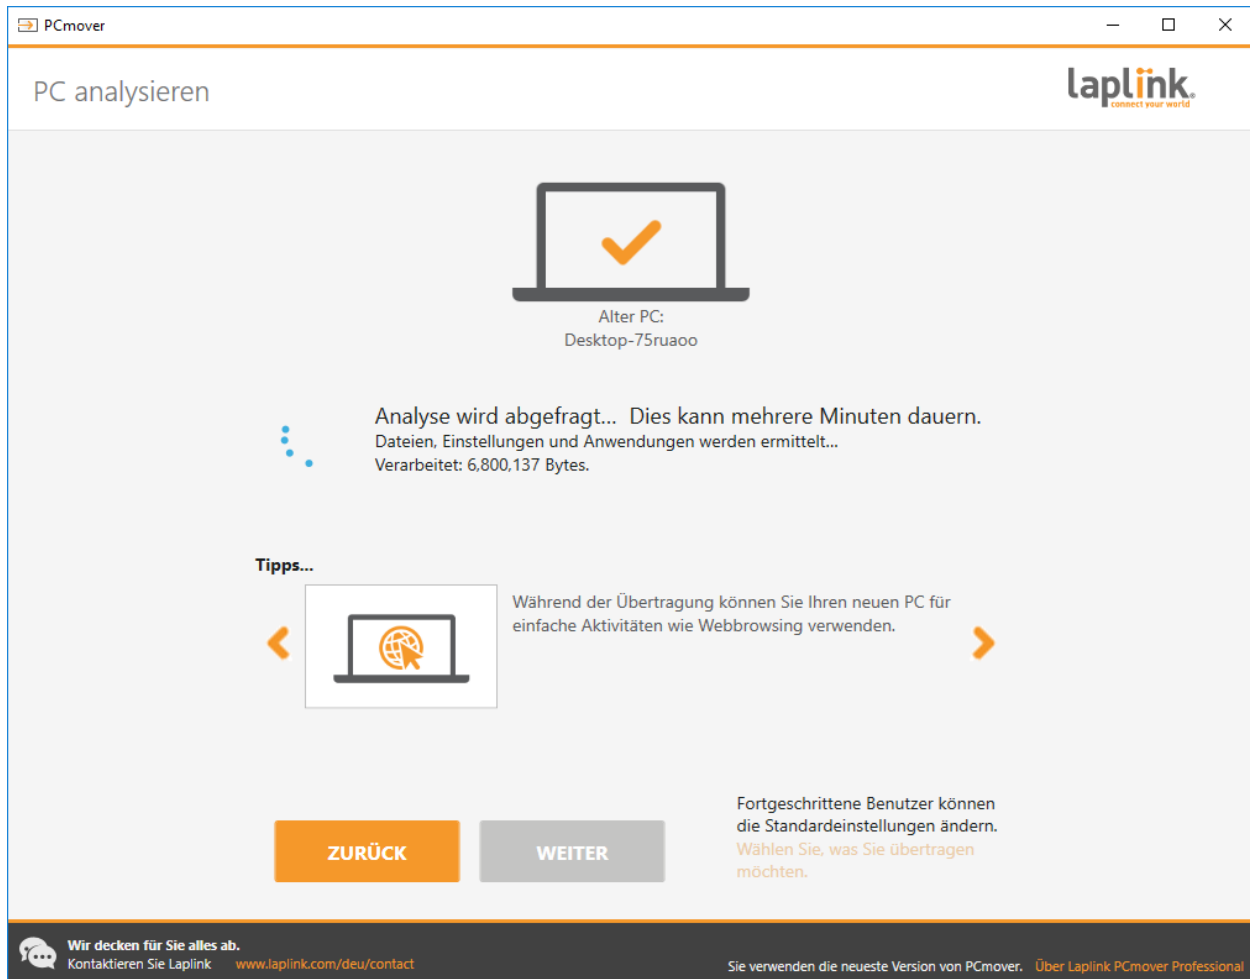 PCmover
PC analysieren
laplink®
connect your world
Alter PC:
Desktop-75ruaoo
Analyse wird abgefragt... Dies kann mehrere Minuten dauern.
Dateien, Einstellungen und Anwendungen werden ermittelt...
Verarbeitet: 6,800,137 Bytes.
Tipps...
Während der Übertragung können Sie Ihren neuen PC für
einfache Aktivitäten wie Webbrowsing verwenden.
Fortgeschrittene Benutzer können
die Standardeinstellungen ändern.
Wählen Sie, was Sie übertragen
möchten.
ZURÜCK
WEITER
Wir decken für Sie alles ab.
Kontaktieren Sie Laplink www.laplink.com/deu/contact
Sie verwenden die neueste Version von PCmover. Über Laplink PCmover Professional